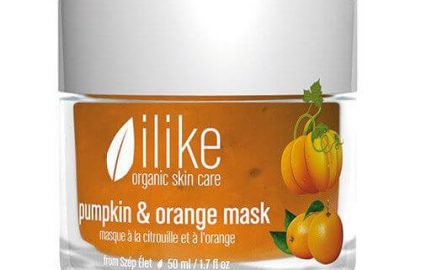 ilike
organic skin care
pumpkin & orange mask
masque à la citrouille et à l'orange
from Szép Élet • 50 ml / 1.7 fl oz